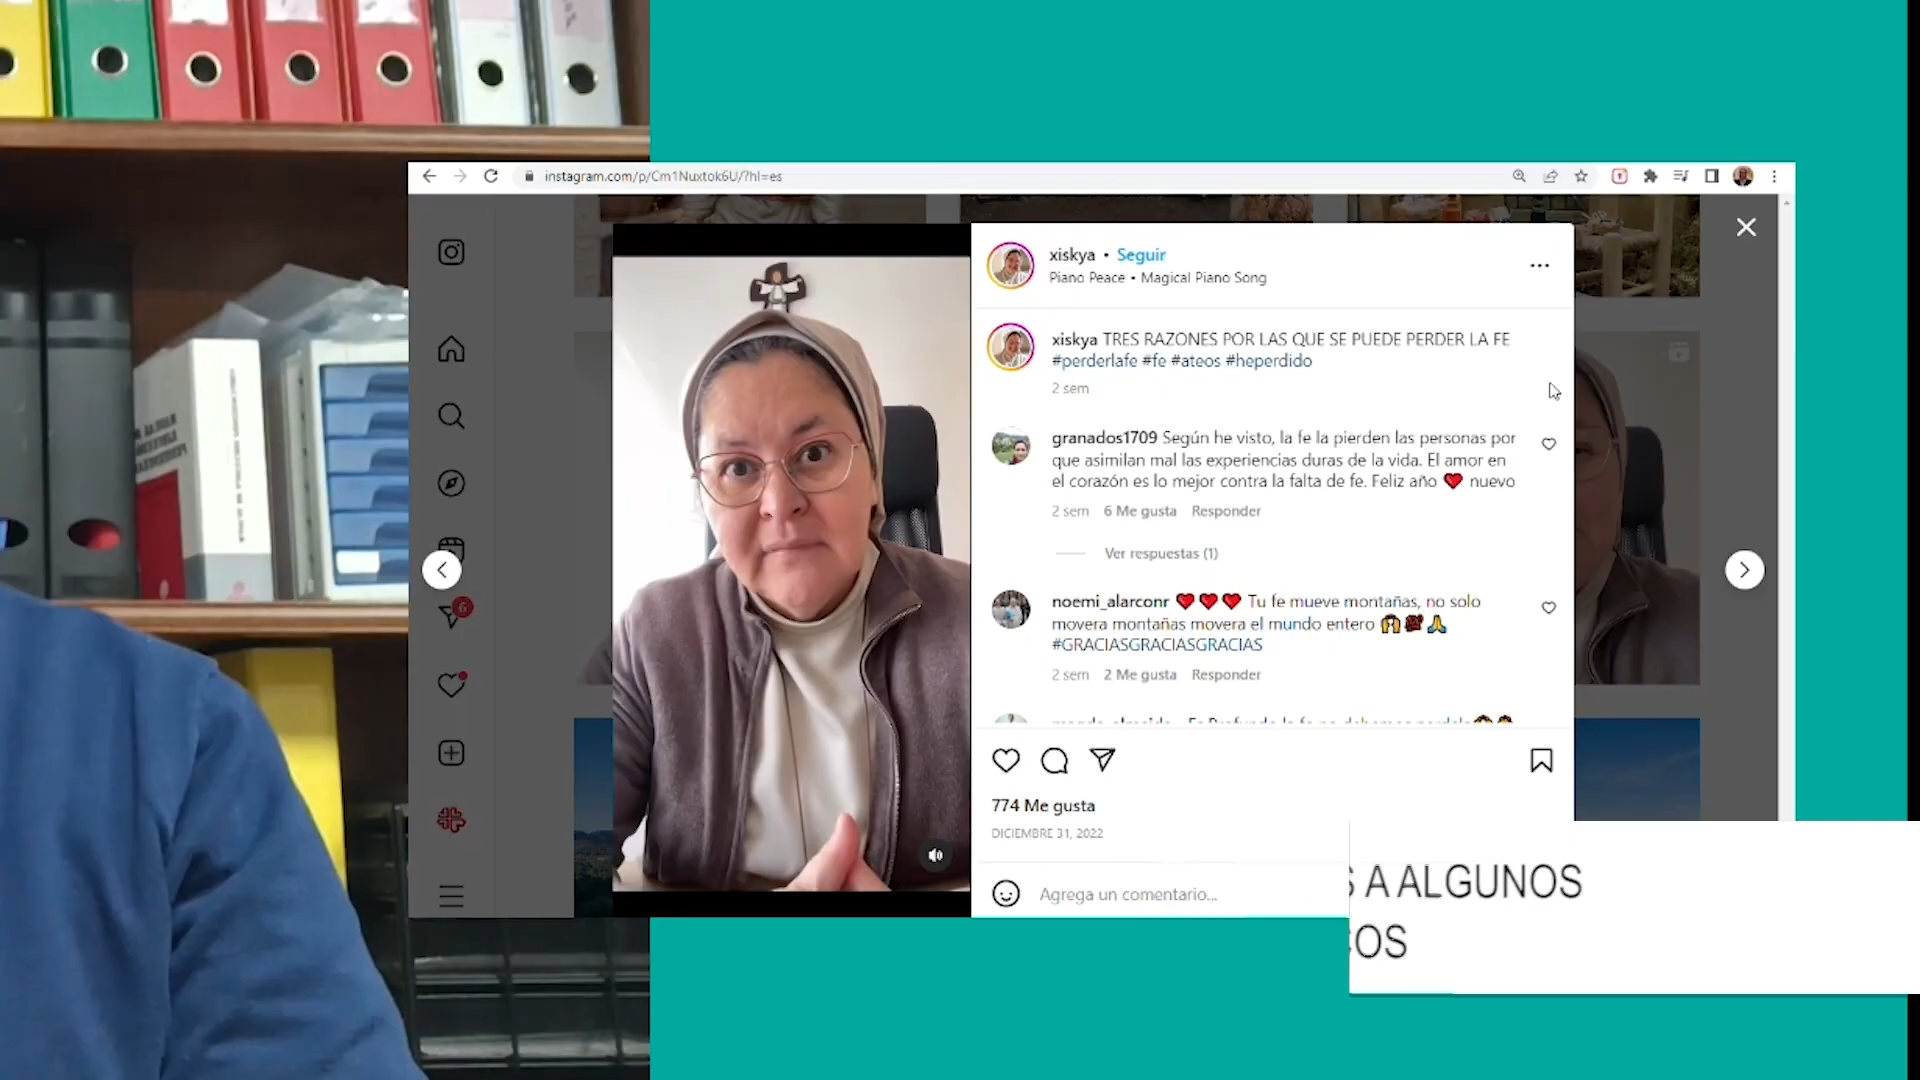 instagram.com/p/Cm1Nuxtok6U/?hl=es
xiskya • Seguir
Piano Peace • Magical Piano Song
xiskya TRES RAZONES POR LAS QUE SE PUEDE PERDER LA FE
#perderlafe #fe #ateos #heperdido
2 sem
granados1709 Según he visto, la fe la pierden las personas por
que asimilan mal las experiencias duras de la vida. El amor en
el corazón es lo mejor contra la falta de fe. Feliz año ❤️ nuevo
2 sem 6 Me gusta Responder
Ver respuestas (1)
noemi_alarconr ❤️❤️❤️ Tu fe mueve montañas, no solo
movera montañas movera el mundo entero
#GRACIASGRACIASGRACIAS
2 sem 2 Me gusta Responder
6
774 Me gusta
DICIEMBRE 31, 2022
Agrega un comentario...
A ALGUNOS
OS